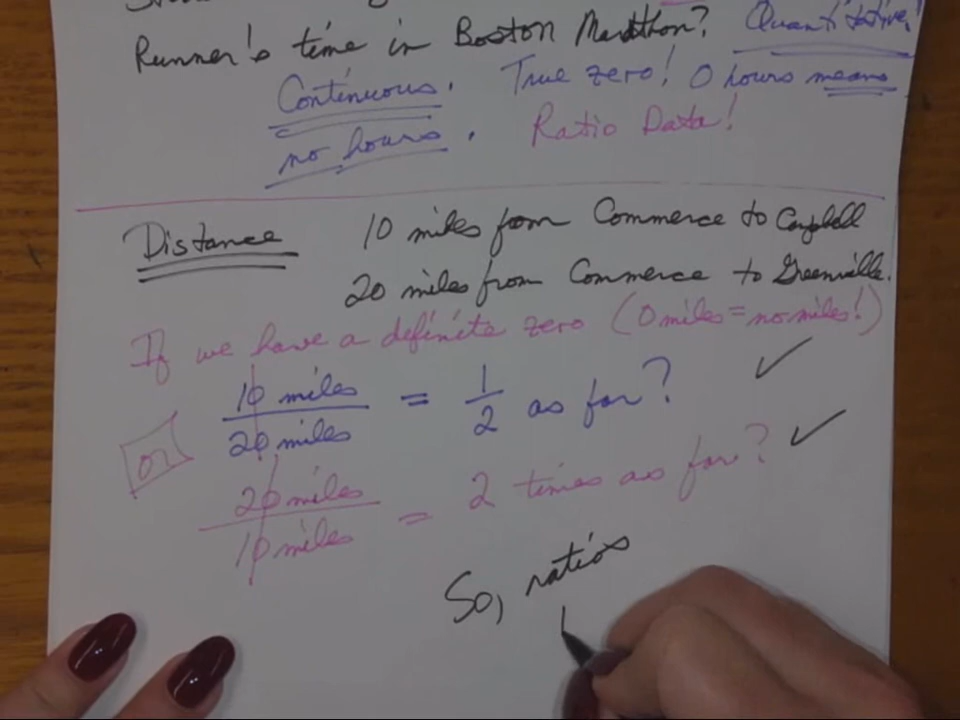 Runner's time in Boston Marathon? Quantitative!
Continuous. True zero! 0 hours means
no hours. Ratio Data!
Distance 10 miles from Commerce to Campbell
20 miles from Commerce to Greenville.
If we have a definite zero (0 miles = no miles!)
10 miles / 20 miles = 1/2 as far? ✓
or
20 miles / 10 miles = 2 times as far? ✓
So, ratios